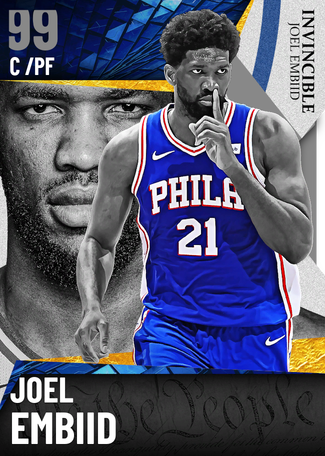 99
C /PF
INVINCIBLE
JOEL EMBIID
PHILA
21
JOEL
EMBIID
We the People